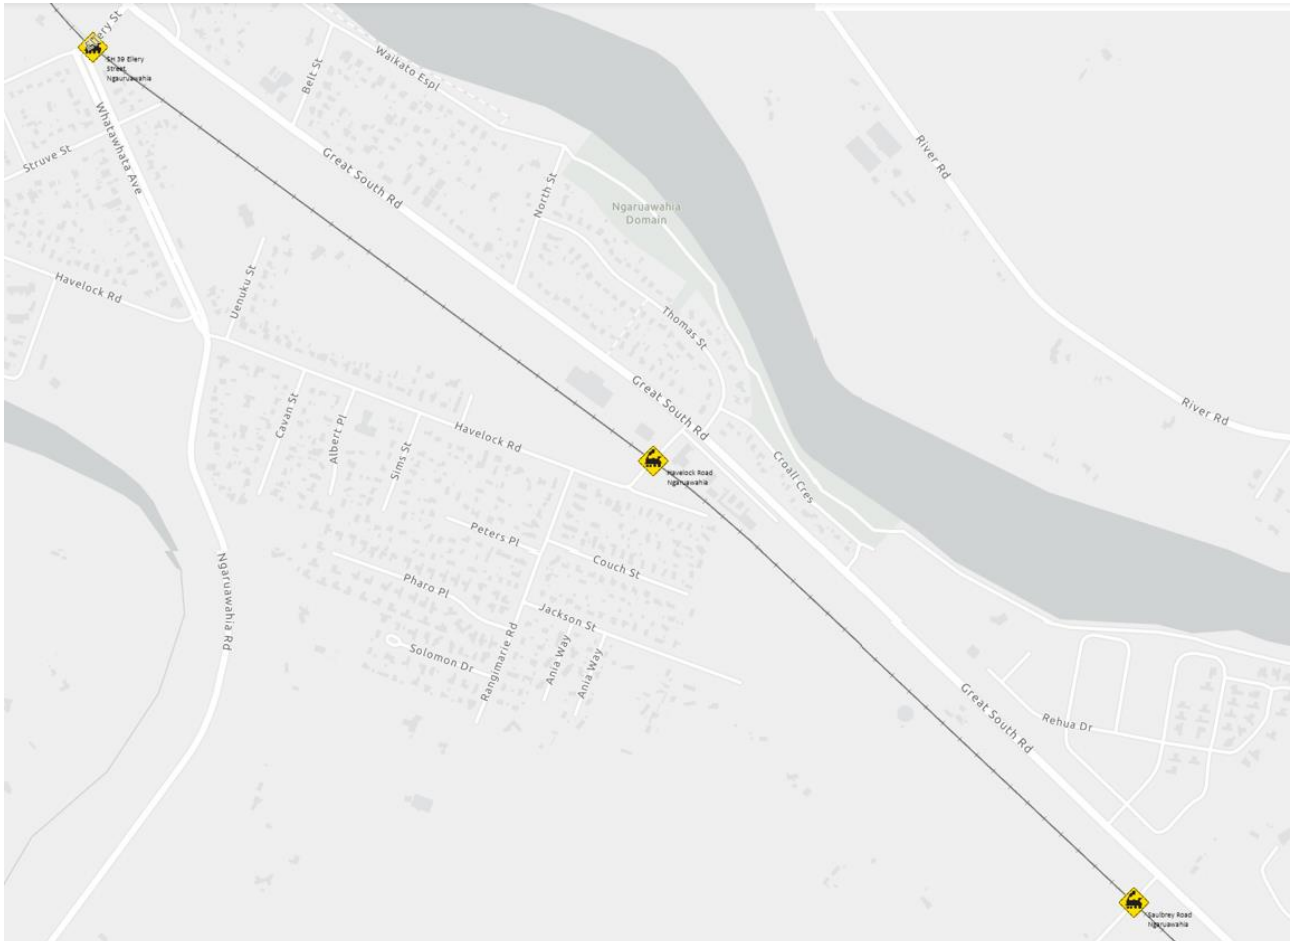 Ellery St
SH 39 Ellery
Street
Ngaruawahia
Belt St
Waikato Espl
Whatawhata Ave
Struve St
Great South Rd
North St
Ngaruawahia
Domain
River Rd
Havelock Rd
Uenuku St
Thomas St
Great South Rd
River Rd
Cavan St
Albert Pl
Sims St
Havelock Rd
Havelock Road
Ngaruawahia
Croall Cres
Peters Pl
Couch St
Ngaruawahia Rd
Pharo Pl
Jackson St
Solomon Dr
Rangimarie Rd
Ania Way
Ania Way
Great South Rd
Rehua Dr
Saulbrey Road
Ngaruawahia